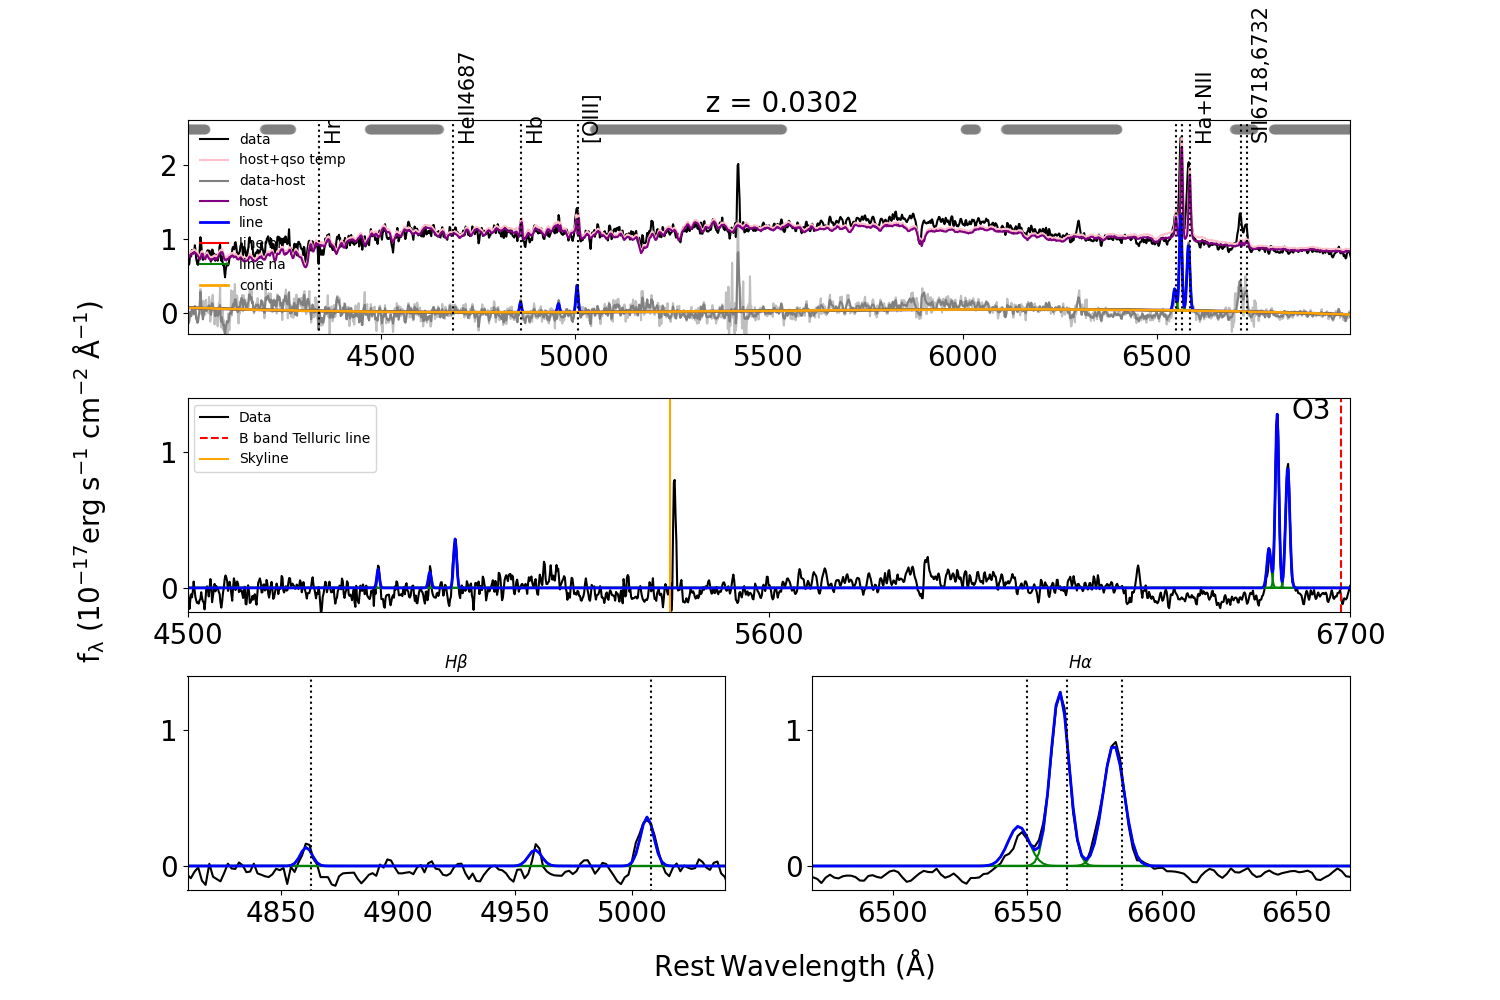 z = 0.0302
Hr
HeII4687
Hb
[OIII]
Ha+NII
SII6718,6732
data
host+qso temp
data-host
host
line
line na
conti
2
1
0
4500
5000
5500
6000
6500
f_λ (10^−17 erg s^−1 cm^−2 Å^−1)
Data
B band Telluric line
Skyline
O3
1
0
4500
5600
6700
Hβ
1
0
4850
4900
4950
5000
Hα
1
0
6500
6550
6600
6650
Rest Wavelength (Å)